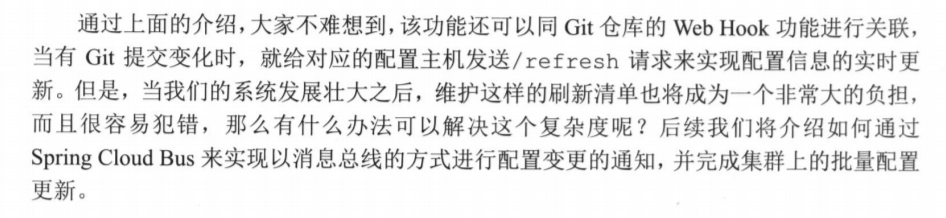 通过上面的介绍，大家不难想到，该功能还可以同 Git 仓库的 Web Hook 功能进行关联，
当有 Git 提交变化时，就给对应的配置主机发送/refresh 请求来实现配置信息的实时更
新。但是，当我们的系统发展壮大之后，维护这样的刷新清单也将成为一个非常大的负担，
而且很容易犯错，那么有什么办法可以解决这个复杂度呢？后续我们将介绍如何通过
Spring Cloud Bus 来实现以消息总线的方式进行配置变更的通知，并完成集群上的批量配置
更新。